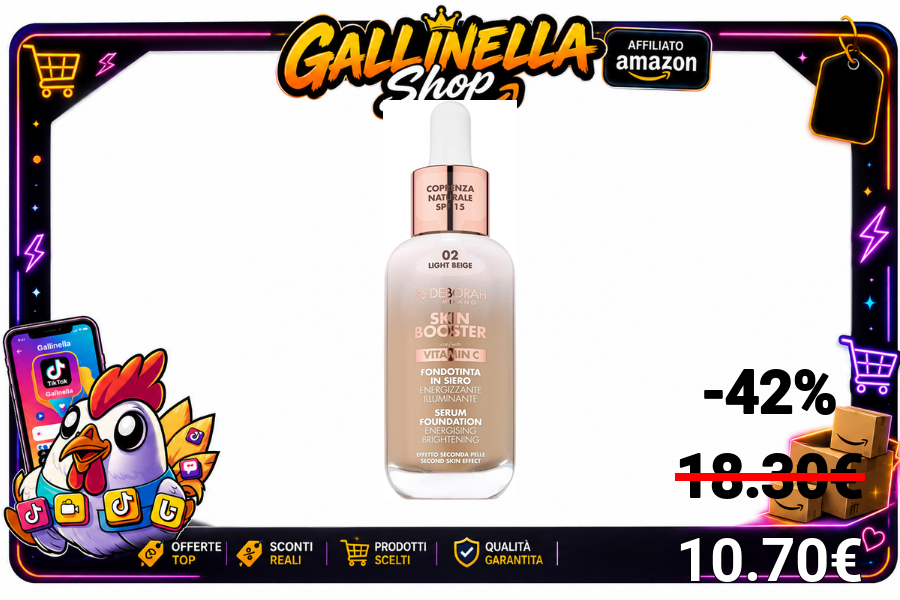 GALLINELLA
Shop
AFFILIATO
amazon
COPRENZA
NATURALE
SPF 15
02
LIGHT BEIGE
DEBORAH
MILANO
SKIN
BOOSTER
VITAMIN C
FONDOTINTA
IN SIERO
ENERGIZZANTE
ILLUMINANTE
SERUM
FOUNDATION
ENERGISING
BRIGHTENING
EFFETTO SECONDA PELLE
SECOND SKIN EFFECT
Gallinella
TikTok
Gallinella
-42%
18.30€
10.70€
OFFERTE
TOP
SCONTI
REALI
PRODOTTI
SCELTI
QUALITÀ
GARANTITA